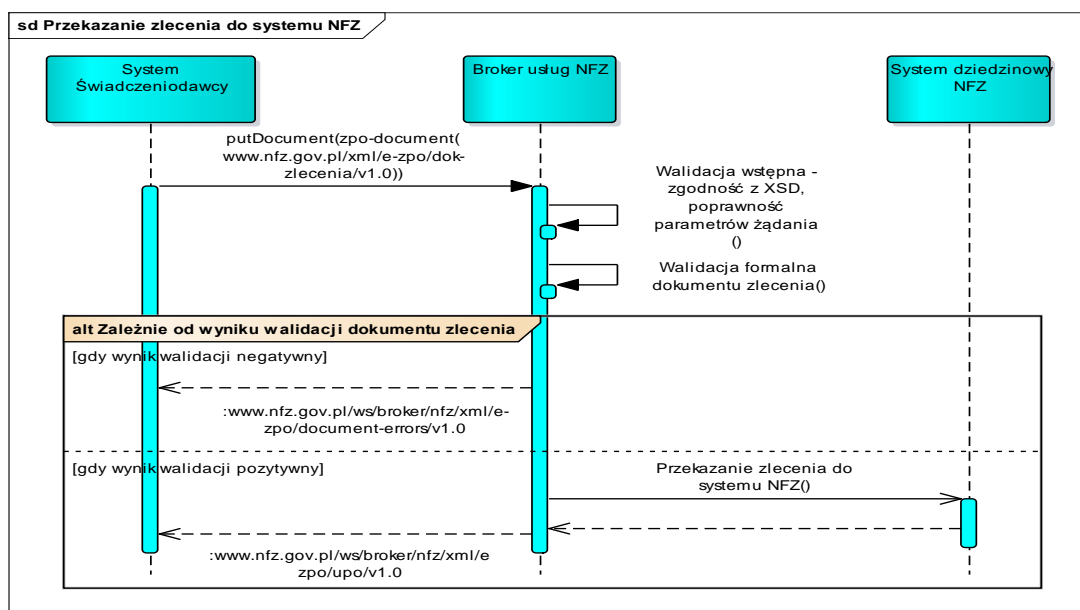 sd Przekazanie zlecenia do systemu NFZ
System
Świadczeniodawcy
Broker usług NFZ
System dziedzinowy
NFZ
putDocument(zpo-document(
www.nfz.gov.pl/xml/e-zpo/dok-
zlecenia/v1.0))
Walidacja wstępna -
zgodność z XSD,
poprawność
parametrów żądania
()
Walidacja formalna
dokumentu zlecenia()
alt Zależnie od wyniku walidacji dokumentu zlecenia
[gdy wynik walidacji negatywny]
:www.nfz.gov.pl/ws/broker/nfz/xml/e-
zpo/document-errors/v1.0
[gdy wynik walidacji pozytywny]
Przekazanie zlecenia do
systemu NFZ()
:www.nfz.gov.pl/ws/broker/nfz/xml/e
zpo/upo/v1.0